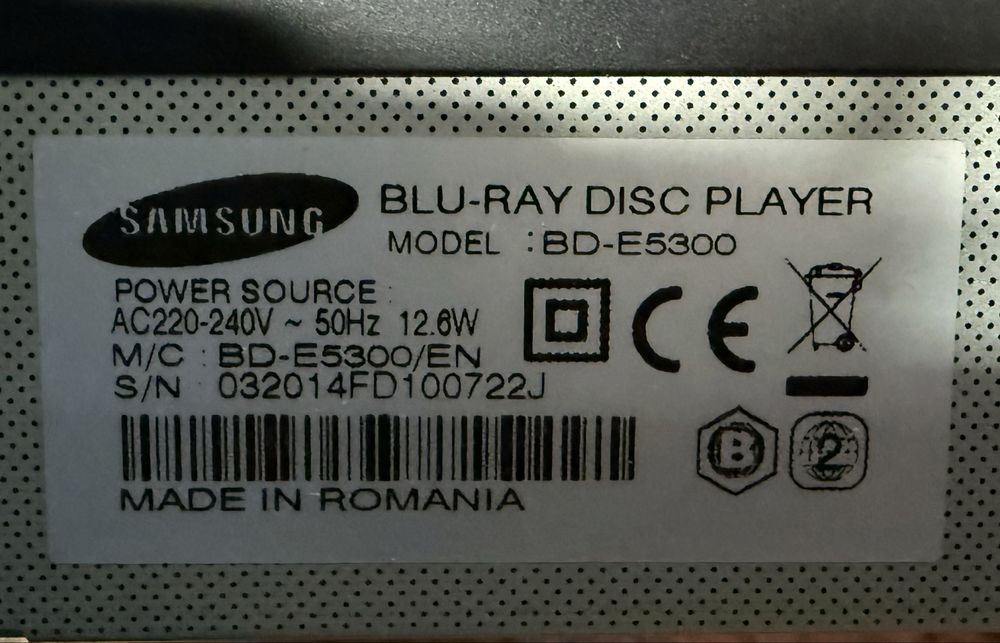 SAMSUNG
BLU-RAY DISC PLAYER
MODEL :BD-E5300
POWER SOURCE :
AC220-240V ~ 50Hz 12.6W
M/C : BD-E5300/EN
S/N : 032014FD100722J
CE
MADE IN ROMANIA
B
2